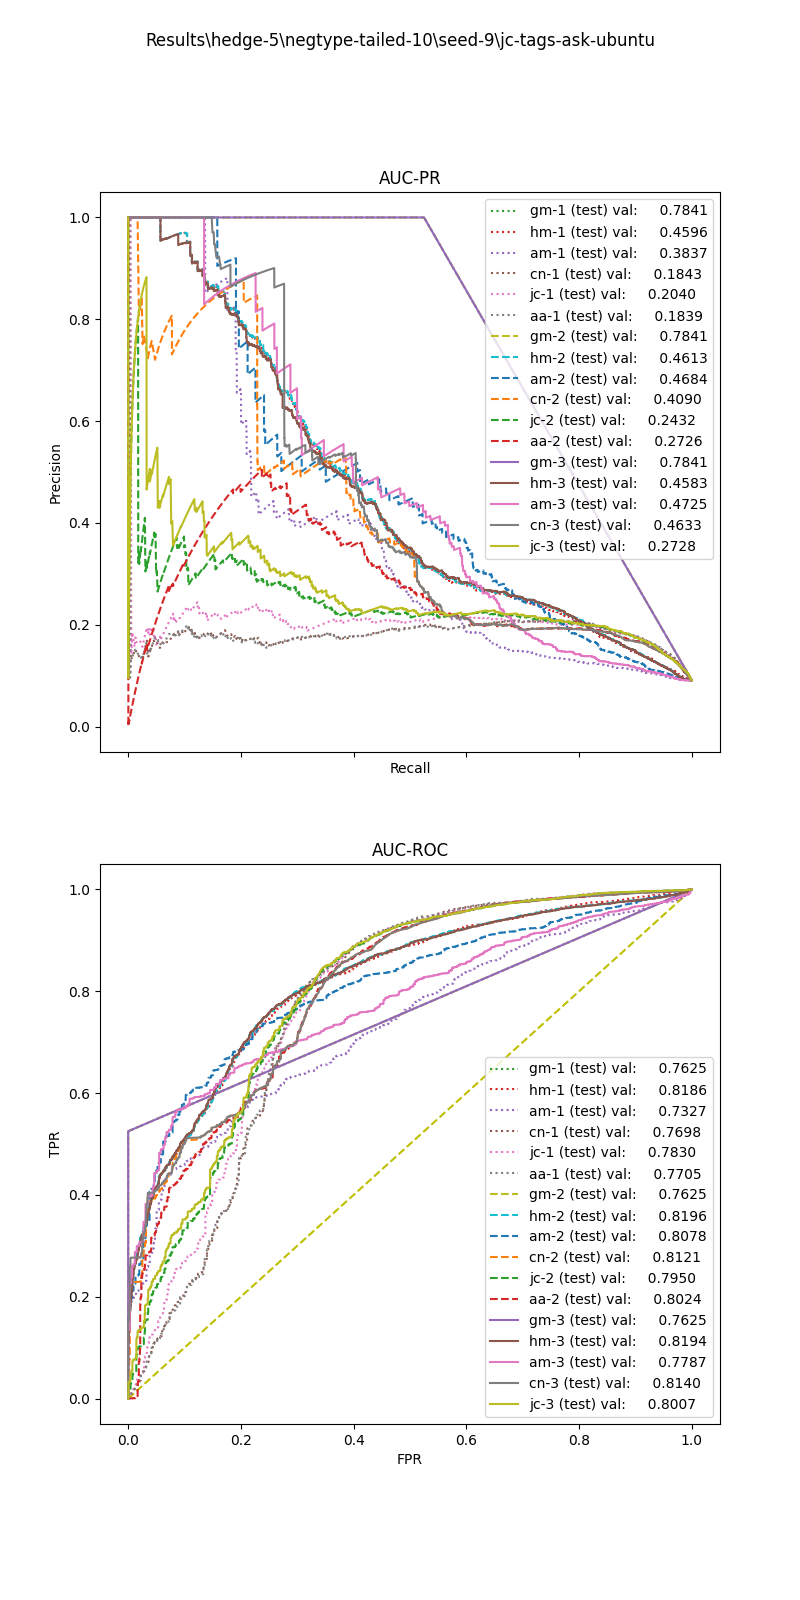 Results\hedge-5\negtype-tailed-10\seed-9\jc-tags-ask-ubuntu
AUC-PR
1.0
0.8
0.6
0.4
0.2
0.0
Precision
Recall
gm-1 (test) val: 0.7841
hm-1 (test) val: 0.4596
am-1 (test) val: 0.3837
cn-1 (test) val: 0.1843
jc-1 (test) val: 0.2040
aa-1 (test) val: 0.1839
gm-2 (test) val: 0.7841
hm-2 (test) val: 0.4613
am-2 (test) val: 0.4684
cn-2 (test) val: 0.4090
jc-2 (test) val: 0.2432
aa-2 (test) val: 0.2726
gm-3 (test) val: 0.7841
hm-3 (test) val: 0.4583
am-3 (test) val: 0.4725
cn-3 (test) val: 0.4633
jc-3 (test) val: 0.2728
AUC-ROC
1.0
0.8
0.6
0.4
0.2
0.0
TPR
0.0 0.2 0.4 0.6 0.8 1.0
FPR
gm-1 (test) val: 0.7625
hm-1 (test) val: 0.8186
am-1 (test) val: 0.7327
cn-1 (test) val: 0.7698
jc-1 (test) val: 0.7830
aa-1 (test) val: 0.7705
gm-2 (test) val: 0.7625
hm-2 (test) val: 0.8196
am-2 (test) val: 0.8078
cn-2 (test) val: 0.8121
jc-2 (test) val: 0.7950
aa-2 (test) val: 0.8024
gm-3 (test) val: 0.7625
hm-3 (test) val: 0.8194
am-3 (test) val: 0.7787
cn-3 (test) val: 0.8140
jc-3 (test) val: 0.8007